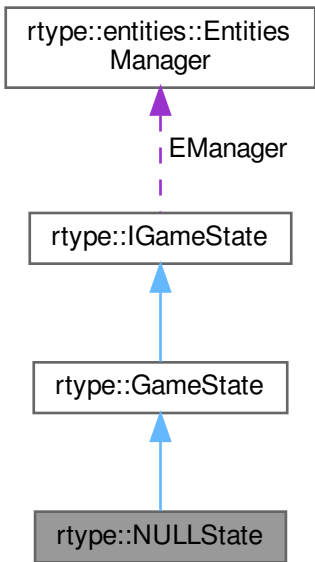 rtype::entities::Entities
Manager
EManager
rtype::IGameState
rtype::GameState
rtype::NULLState